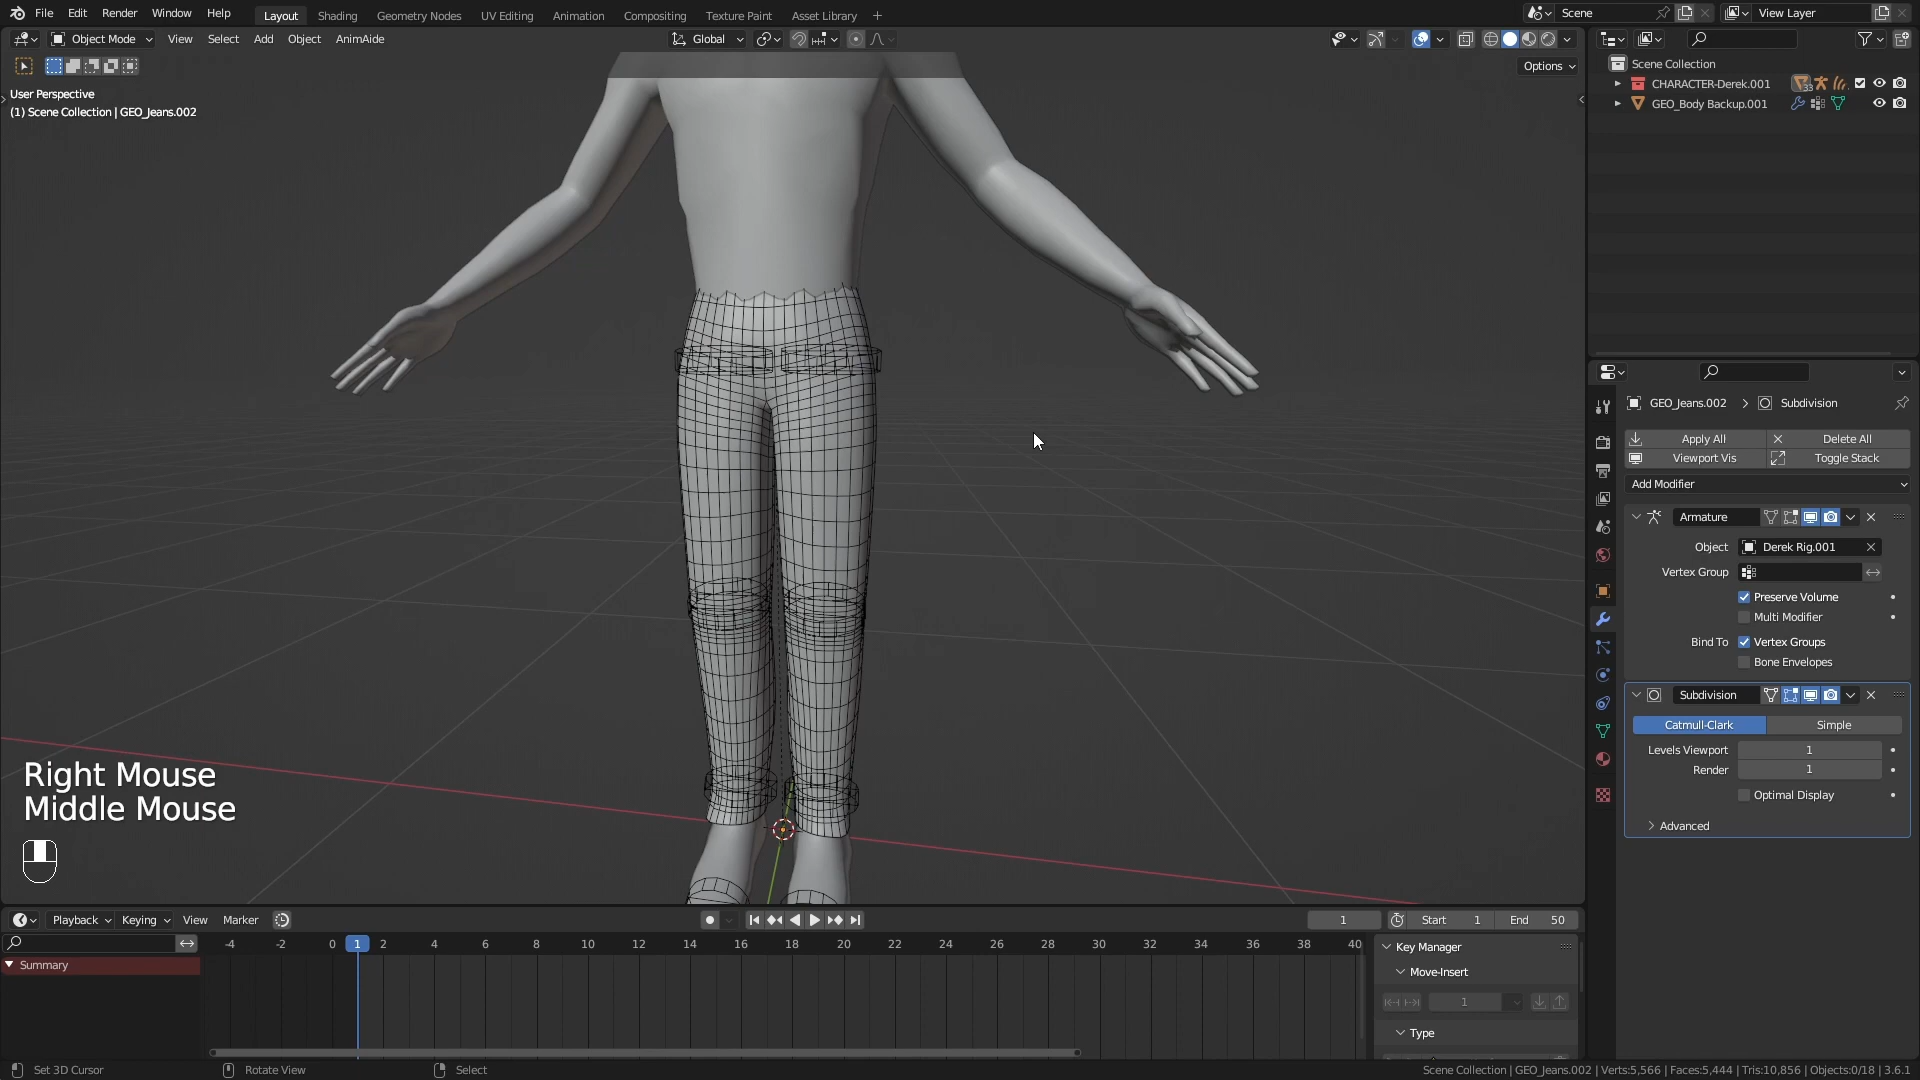 File Edit Render Window Help Layout Shading Geometry Nodes UV Editing Animation Compositing Texture Paint Asset Library + Scene View Layer
Object Mode View Select Add Object AnimAide Global
Options
User Perspective
(1) Scene Collection | GEO_Jeans.002
Scene Collection
CHARACTER-Derek.001 33
GEO_Body Backup.001
GEO_Jeans.002 > Subdivision
Apply All Delete All
Viewport Vis Toggle Stack
Add Modifier
Armature
Object Derek Rig.001
Vertex Group
Preserve Volume
Multi Modifier
Bind To Vertex Groups
Bone Envelopes
Subdivision
Catmull-Clark Simple
Levels Viewport 1
Render 1
Optimal Display
Advanced
Right Mouse
Middle Mouse
Playback Keying View Marker 1 Start 1 End 50
-4 -2 0 1 2 4 6 8 10 12 14 16 18 20 22 24 26 28 30 32 34 36 38 40
Summary
Key Manager
Move-Insert
1
Type
Set 3D Cursor Rotate View Select Scene Collection | GEO_Jeans.002 | Verts:5,566 | Faces:5,444 | Tris:10,856 | Objects:0/18 | 3.6.1